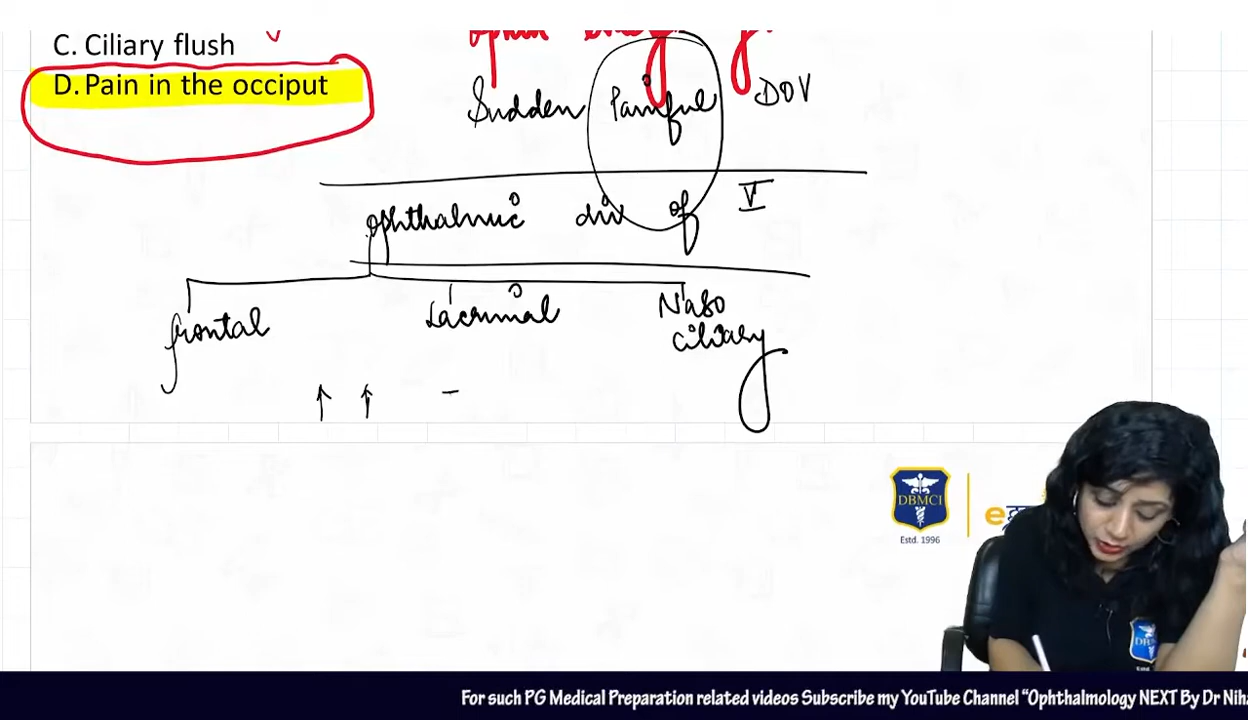 C. Ciliary flush
D. Pain in the occiput
Sudden Painful DOV
ophthalmic div of V
frontal
Lacrimal
Naso
ciliary
↑ ↑ –
DBMCI
Estd. 1996
DBMCI
For such PG Medical Preparation related videos Subscribe my YouTube Channel “Ophthalmology NEXT By Dr Nih